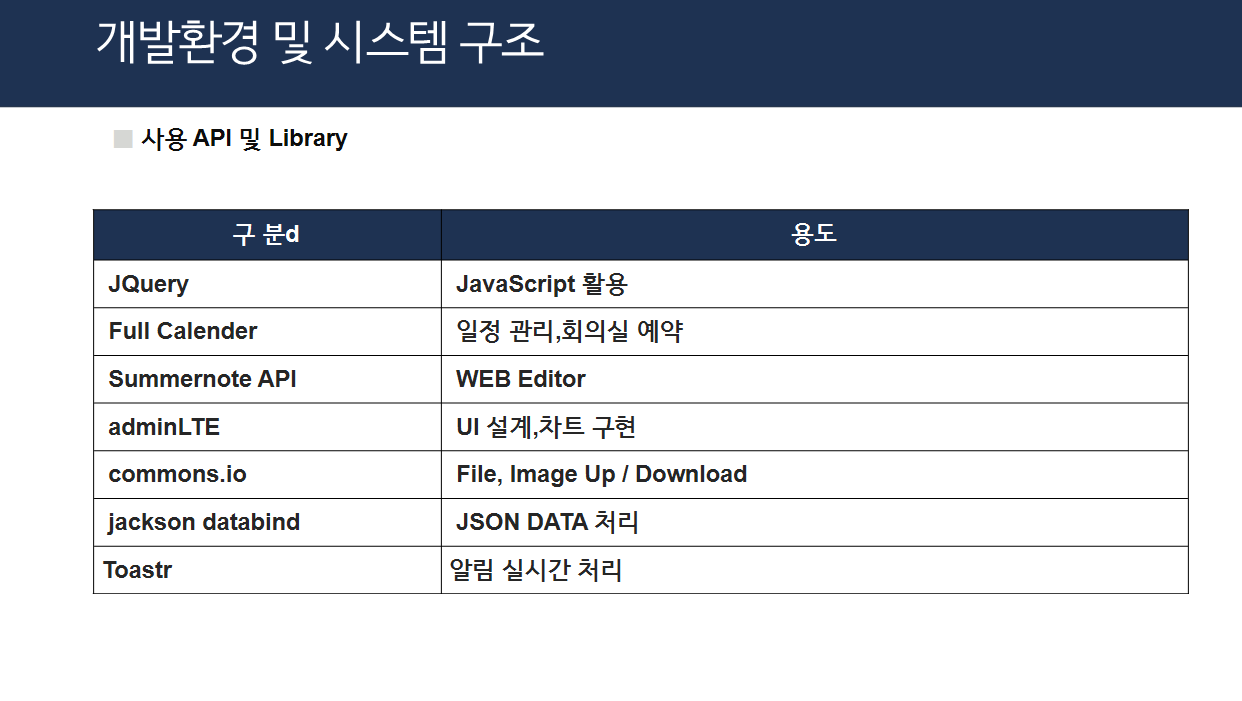 개발환경 및 시스템 구조
사용 API 및 Library
구 분d 용도
JQuery JavaScript 활용
Full Calender 일정 관리,회의실 예약
Summernote API WEB Editor
adminLTE UI 설계,차트 구현
commons.io File, Image Up / Download
jackson databind JSON DATA 처리
Toastr 알림 실시간 처리